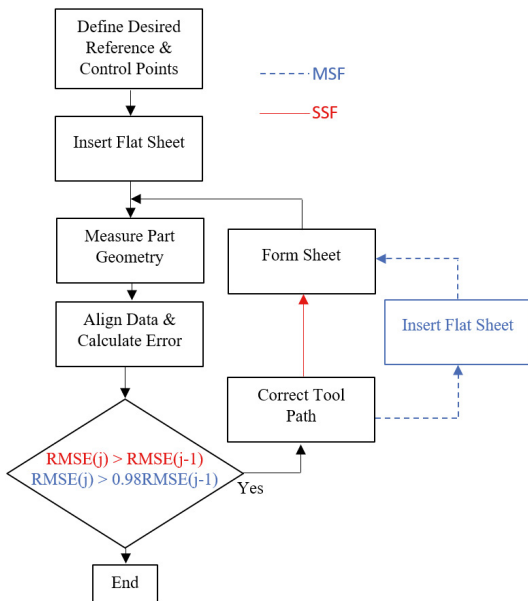 Define Desired
Reference &
Control Points
MSF
SSF
Insert Flat Sheet
Measure Part
Geometry
Form Sheet
Align Data &
Calculate Error
Insert Flat Sheet
Correct Tool
Path
RMSE(j) > RMSE(j-1)
RMSE(j) > 0.98RMSE(j-1)
Yes
End